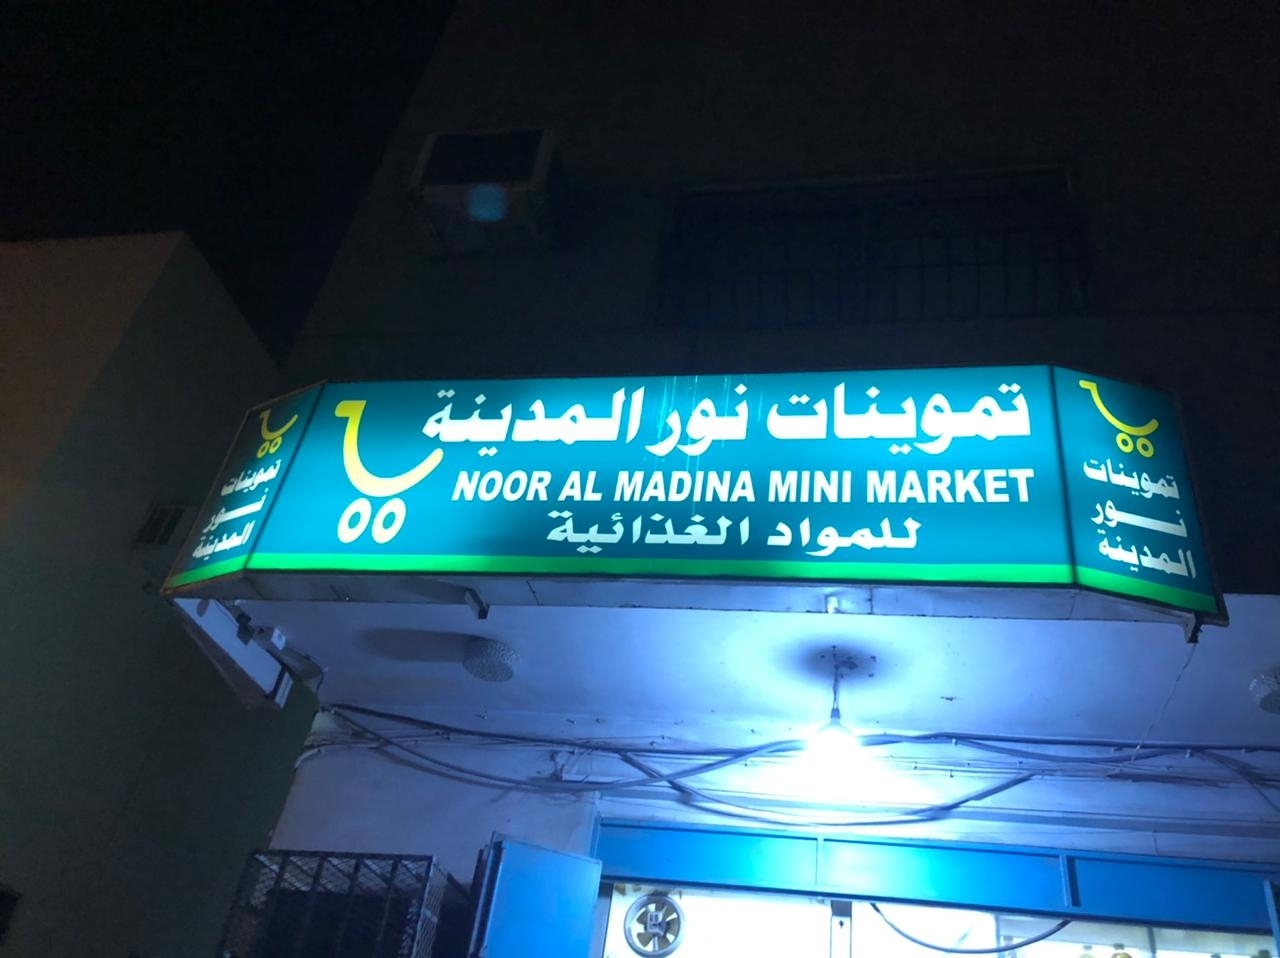 تموينات
نور
المدينة
تموينات نور المدينة
NOOR AL MADINA MINI MARKET
للمواد الغذائية
تموينات
نور
المدينة